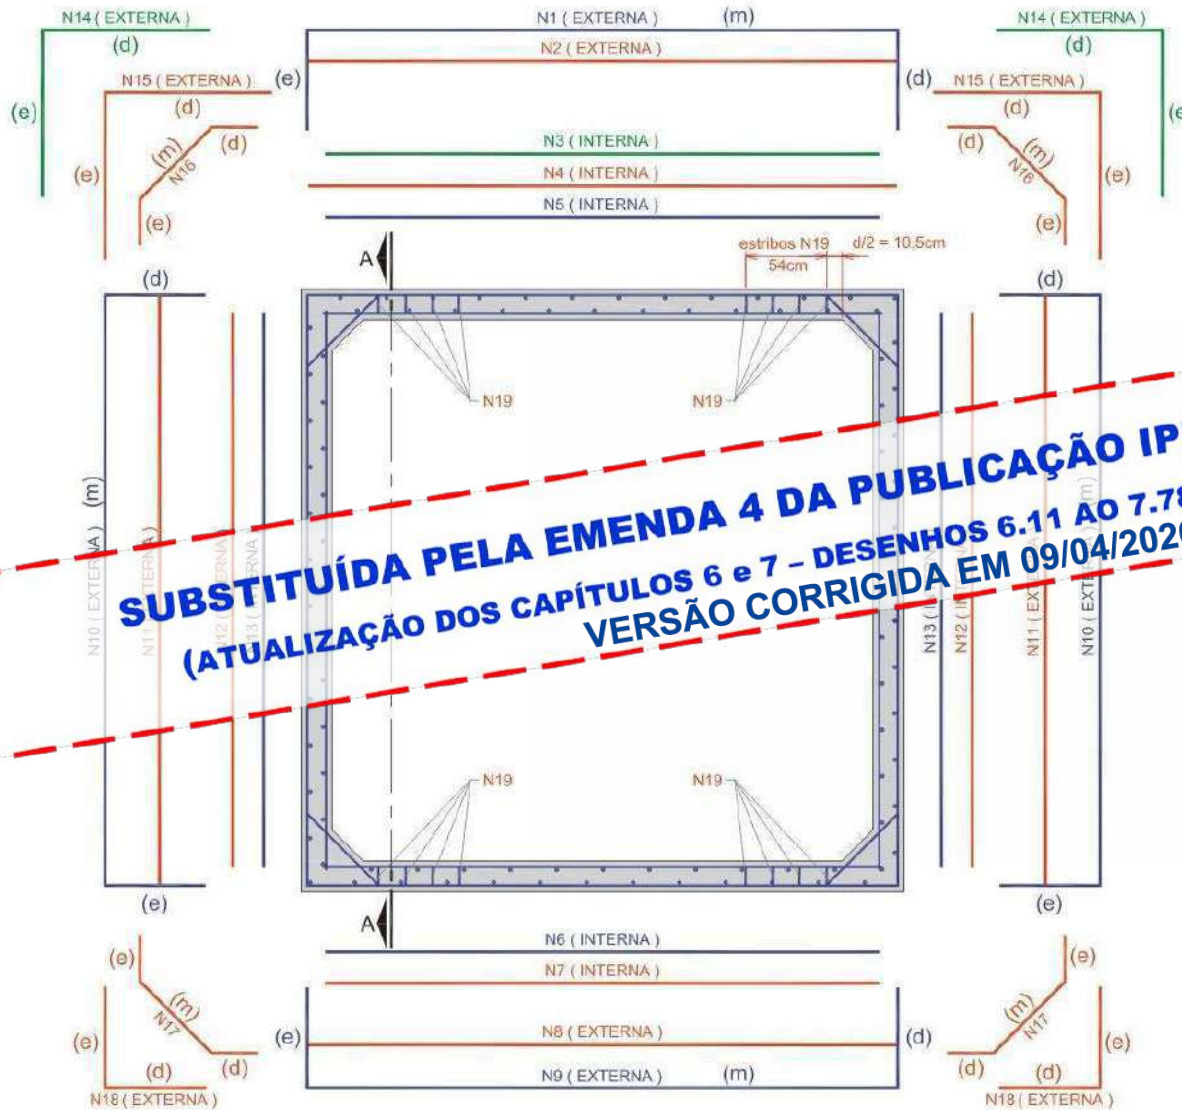 N14 ( EXTERNA )
(d)
(e)
N15 ( EXTERNA )
(d)
(e)
(m)
N16
(d)
(e)
N1 ( EXTERNA ) (m)
N2 ( EXTERNA )
(e)
(d)
N3 ( INTERNA )
N4 ( INTERNA )
N5 ( INTERNA )
N14 ( EXTERNA )
(d)
N15 ( EXTERNA )
(d)
(e)
(d)
(m)
N16
(e)
(d)
A
estribos N19 d/2 = 10,5cm
54cm
(d)
N19
N19
N10 ( EXTERNA ) (m)
N12 ( EXTERNA )
SUBSTITUÍDA PELA EMENDA 4 DA PUBLICAÇÃO
(ATUALIZAÇÃO DOS CAPÍTULOS 6 e 7 – DESENHOS 6.11 AO
VERSÃO CORRIGIDA EM
N13
N12
N11
N10
N19
N19
(e)
A
(e)
N6 ( INTERNA )
N7 ( INTERNA )
(e)
(m)
N17
(e)
(d)
(d)
N18 ( EXTERNA )
(e)
N8 ( EXTERNA )
(d)
N9 ( EXTERNA ) (m)
(e)
(m)
N17
(e)
(d)
(d)
N18 ( EXTERNA )